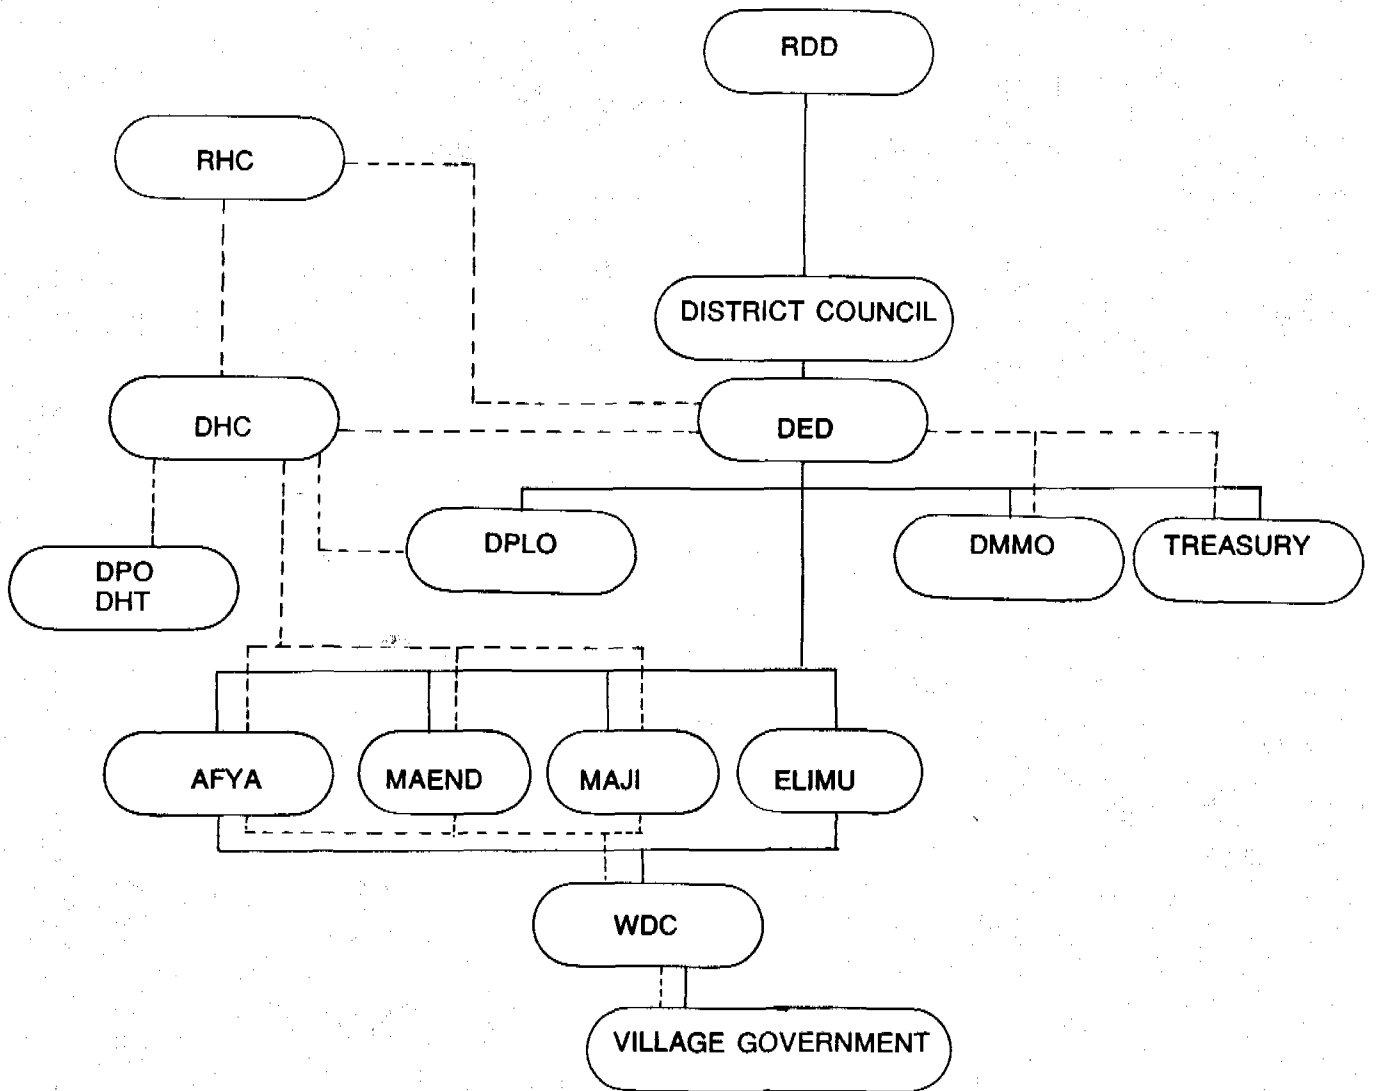 RDD
RHC
DISTRICT COUNCIL
DHC
DED
DPLO
DMMO
TREASURY
DPO
DHT
AFYA
MAEND
MAJI
ELIMU
WDC
VILLAGE GOVERNMENT